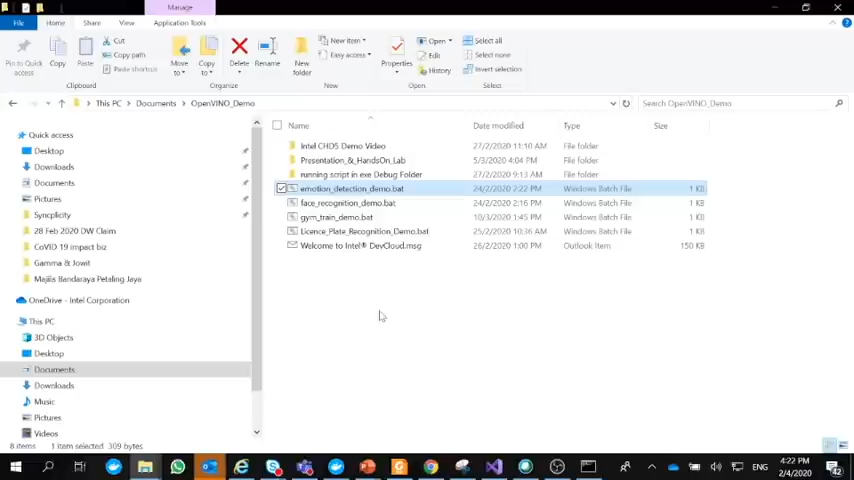 Manage
File
Home
Share
View
Application Tools
Pin to Quick access
Copy
Paste
Cut
Copy path
Paste shortcut
Clipboard
Move to
Copy to
Delete
Rename
Organize
New folder
New item
Easy access
New
Properties
Open
Edit
History
Open
Select all
Select none
Invert selection
Select
This PC
Documents
OpenVINO_Demo
Search OpenVINO_Demo
Quick access
Desktop
Downloads
Documents
Pictures
Syncplicity
28 Feb 2020 DW Claim
CoVID 19 impact biz
Gamma & Jowit
Majilis Bandaraya Petaling Jaya
OneDrive - Intel Corporation
This PC
3D Objects
Desktop
Documents
Downloads
Music
Pictures
Videos
Name Date modified Type Size
Intel CHD5 Demo Video 27/2/2020 11:10 AM File folder
Presentation_&_HandsOn_Lab 5/3/2020 4:04 PM File folder
running script in exe Debug Folder 27/2/2020 9:13 AM File folder
emotion_detection_demo.bat 24/2/2020 2:22 PM Windows Batch File 1 KB
face_recognition_demo.bat 24/2/2020 2:16 PM Windows Batch File 1 KB
gym_train_demo.bat 10/3/2020 1:45 PM Windows Batch File 1 KB
Licence_Plate_Recognition_Demo.bat 25/2/2020 10:36 AM Windows Batch File 1 KB
Welcome to Intel® DevCloud.msg 26/2/2020 1:00 PM Outlook Item 150 KB
8 items 1 item selected 309 bytes
ENG
4:22 PM
2/4/2020
42